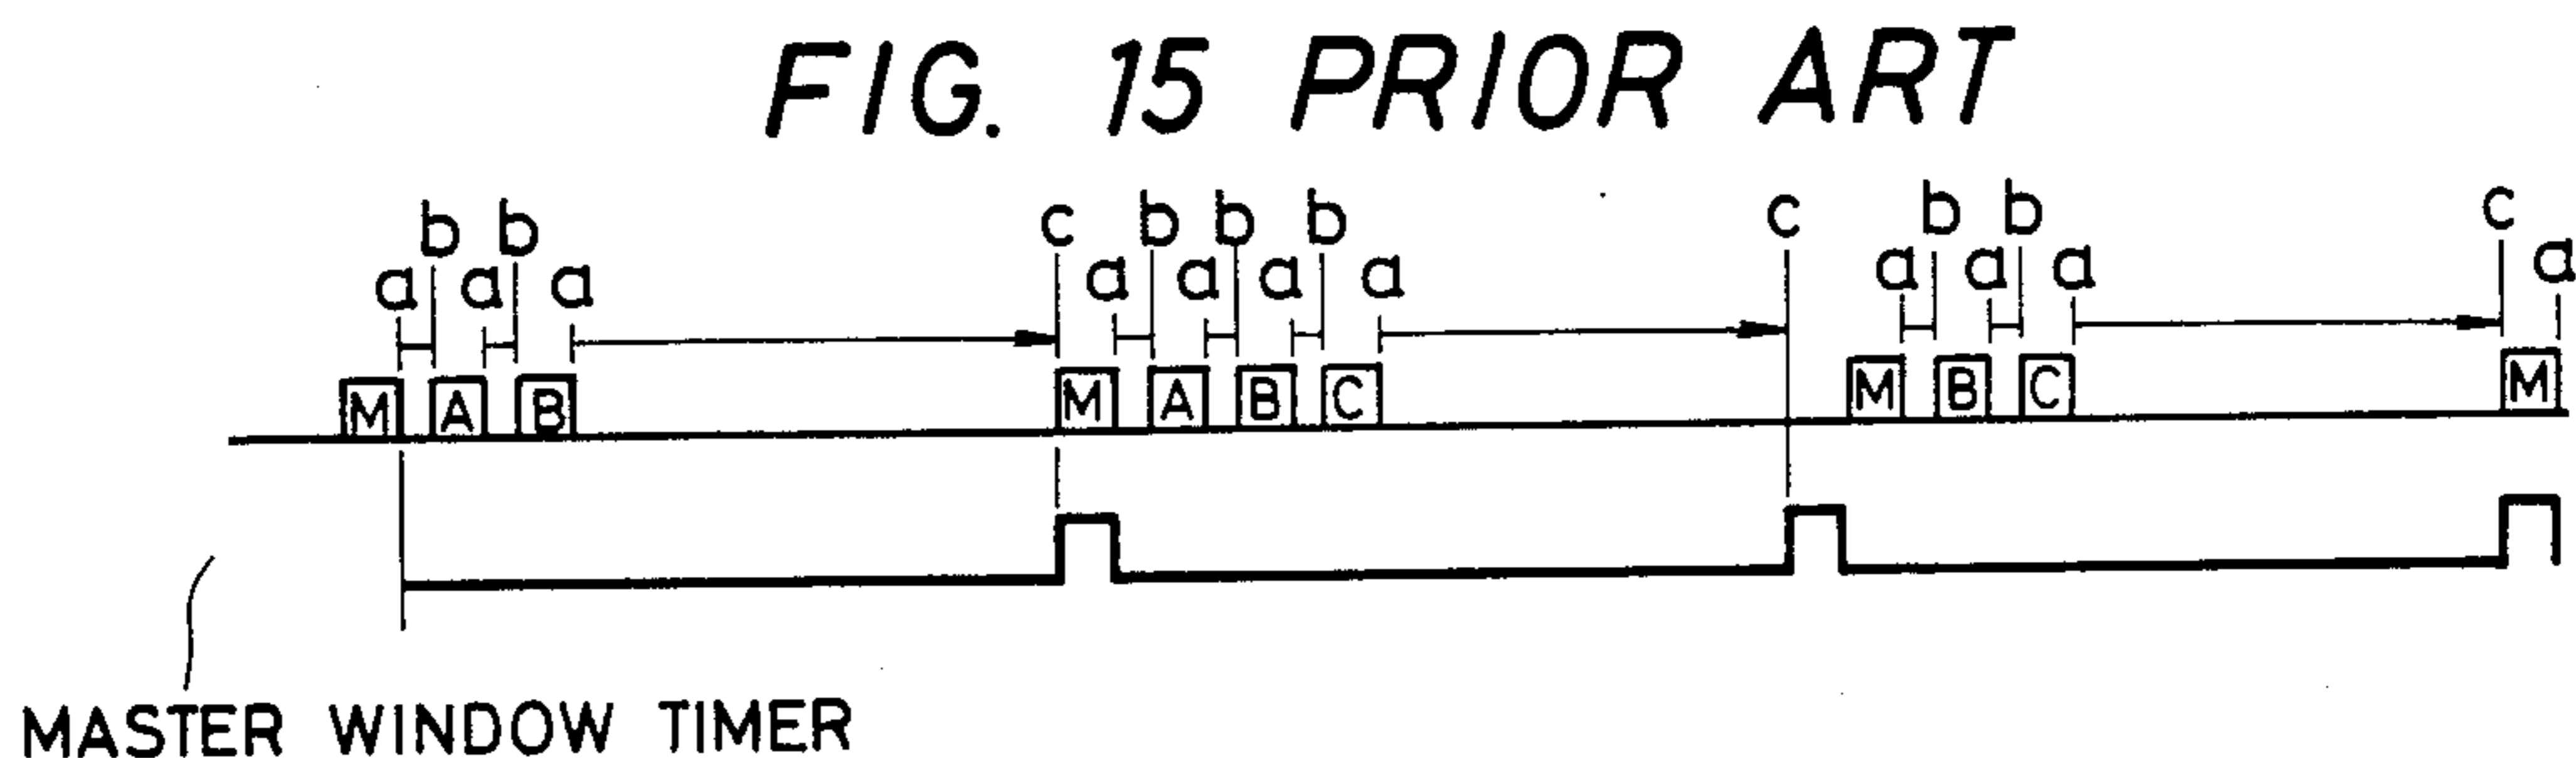 FIG. 15 PRIOR ART
b b c b b b c b b c
a a a a a a a a a a a
M A B M A B C M B C M
MASTER WINDOW TIMER